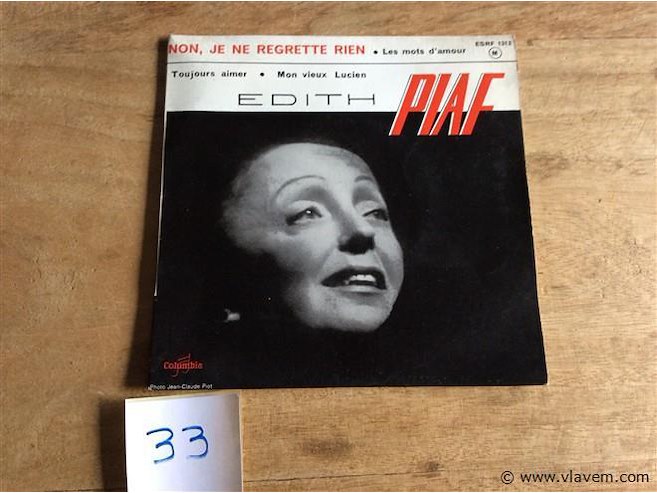 NON, JE NE REGRETTE RIEN • Les mots d'amour
ESRF 1312
M
Toujours aimer • Mon vieux Lucien
EDITH PIAF
Columbia
Photo Jean-Claude Piot
33
© www.vlavem.com